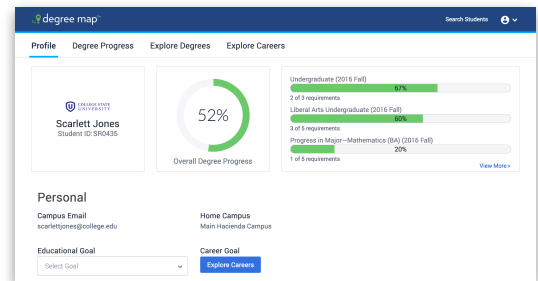 degree map
Search Students
Profile
Degree Progress
Explore Degrees
Explore Careers
COLLEGE STATE
UNIVERSITY
Scarlett Jones
Student ID: SR0435
52%
Overall Degree Progress
Undergraduate (2016 Fall)
67%
2 of 3 requirements
Liberal Arts Undergraduate (2016 Fall)
60%
3 of 5 requirements
Progress in Major—Mathematics (BA) (2016 Fall)
20%
1 of 5 requirements
View More»
Personal
Campus Email
scarlettjones@college.edu
Home Campus
Main Hacienda Campus
Educational Goal
Select Goal
Career Goal
Explore Careers